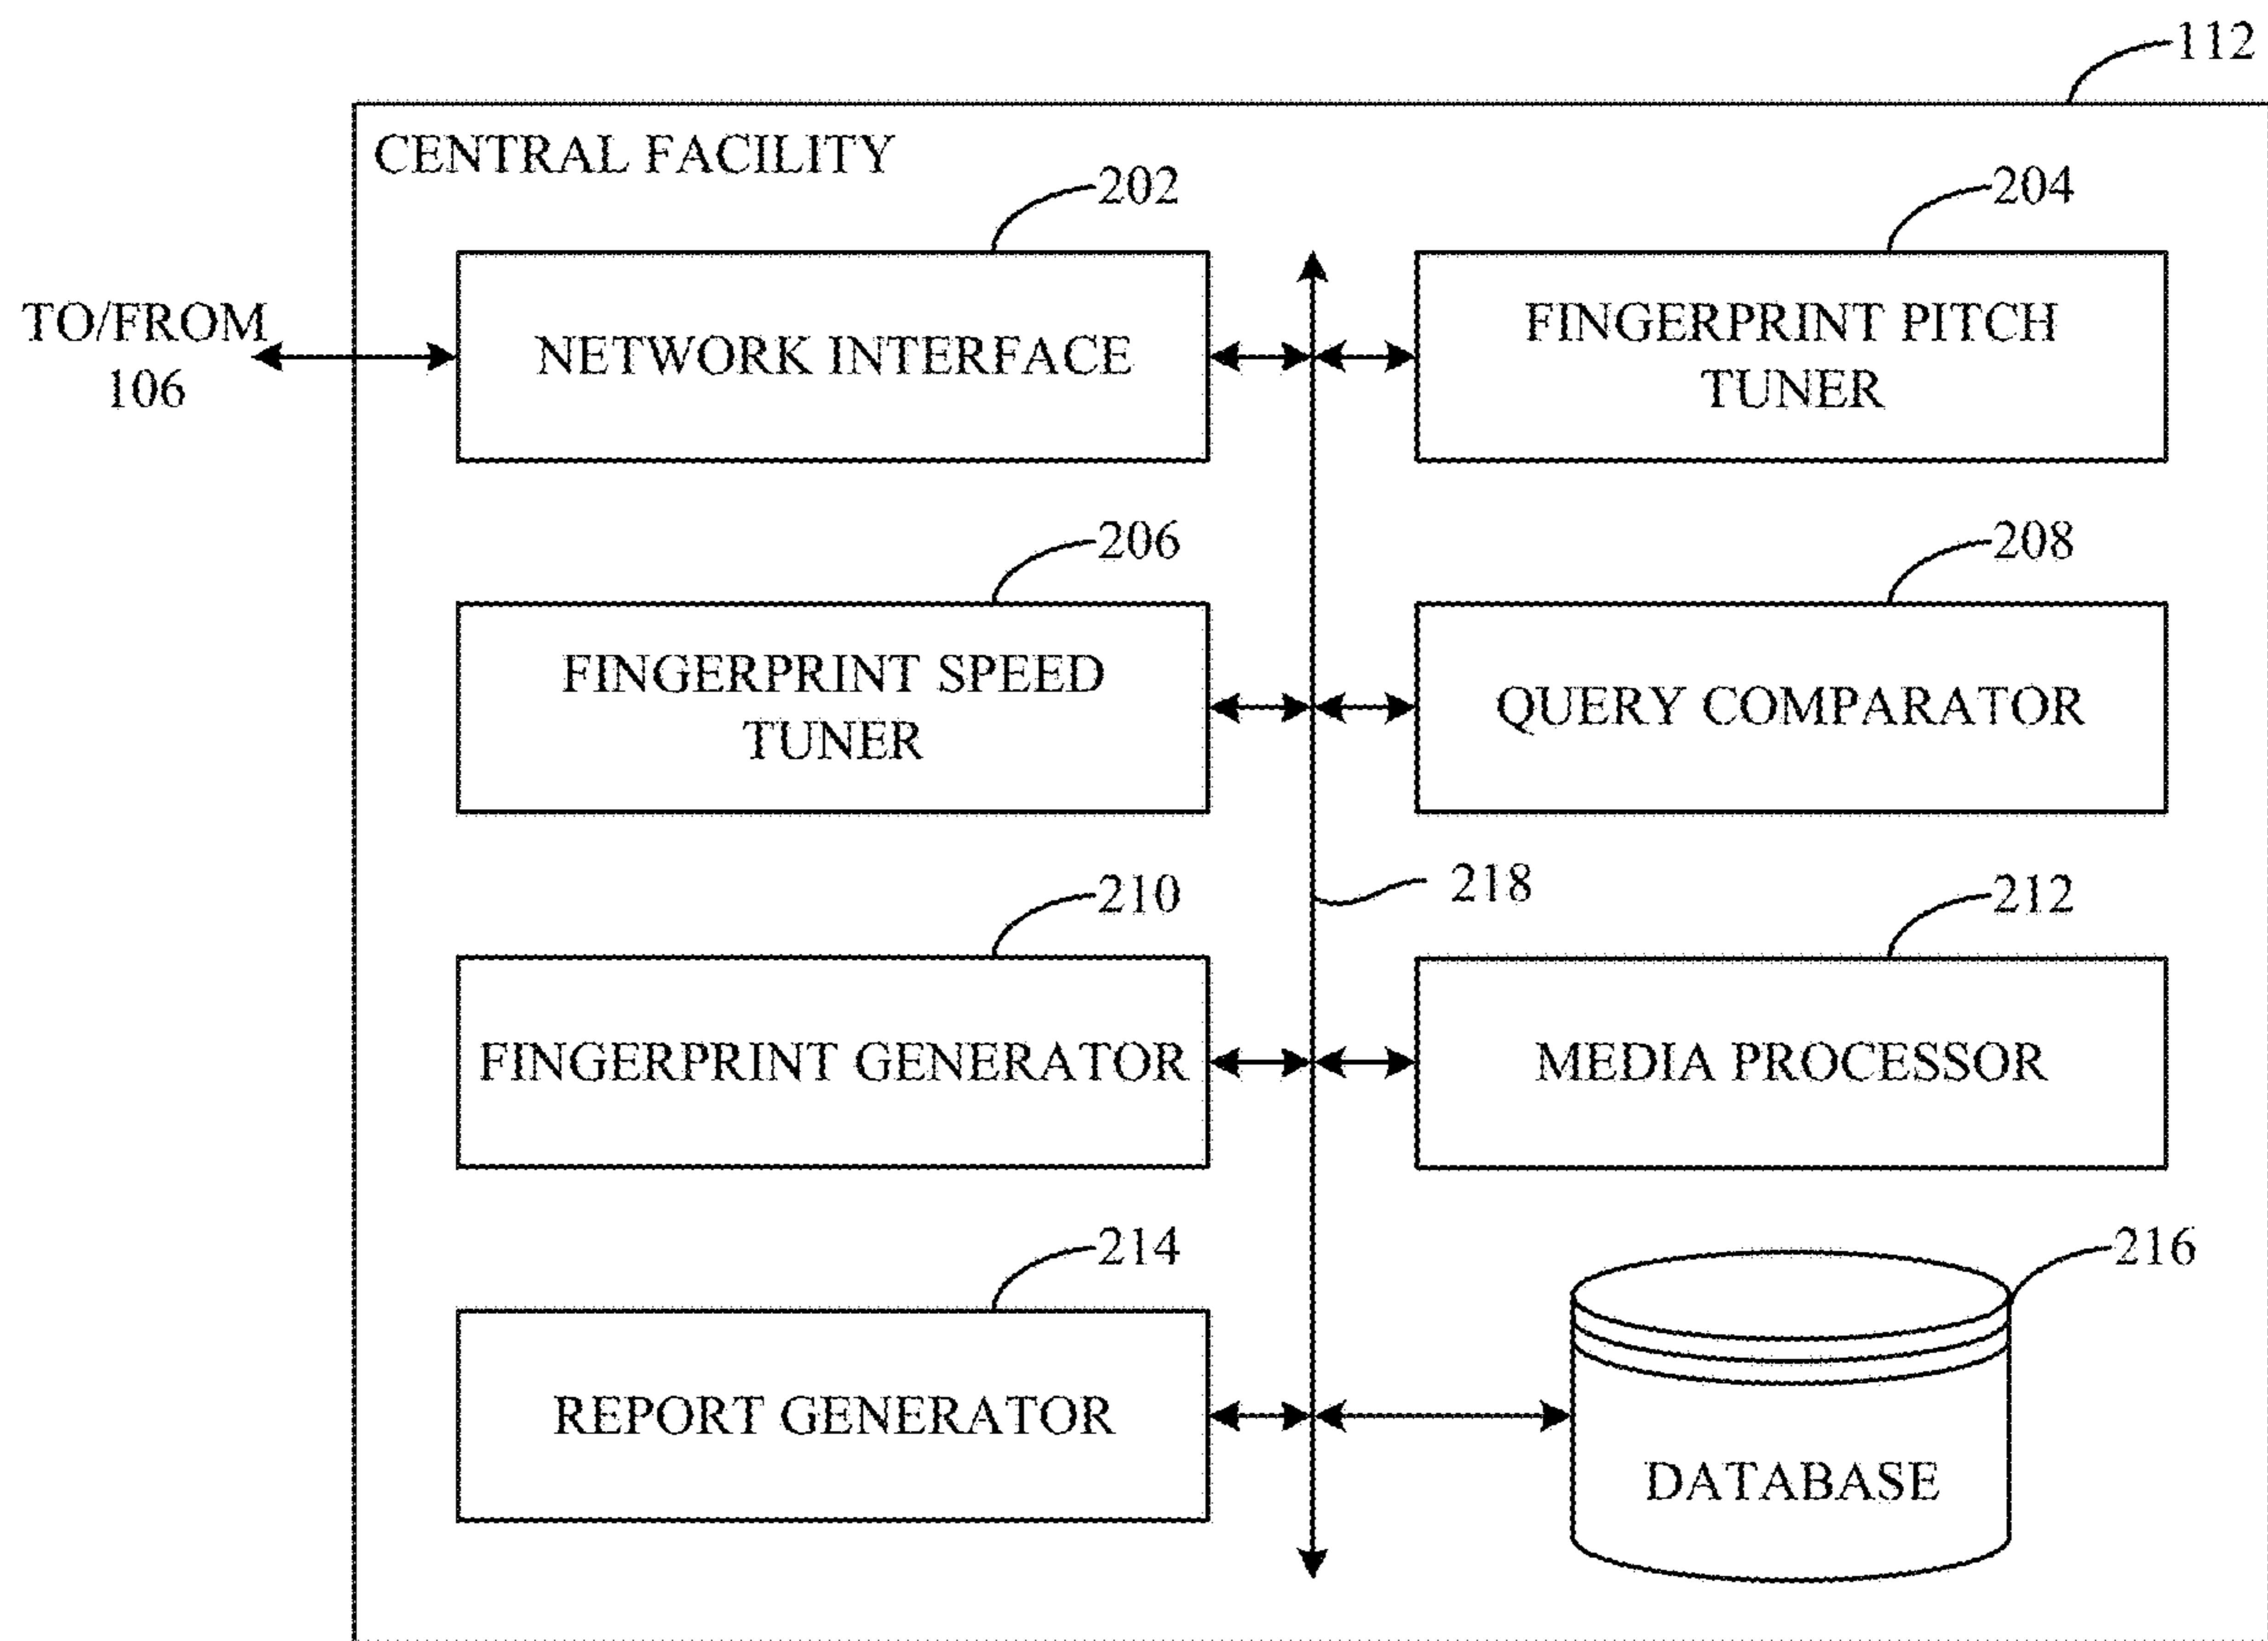 112
CENTRAL FACILITY
202
204
TO/FROM
106
NETWORK INTERFACE
FINGERPRINT PITCH
TUNER
206
208
FINGERPRINT SPEED
TUNER
QUERY COMPARATOR
210
218
212
FINGERPRINT GENERATOR
MEDIA PROCESSOR
214
216
REPORT GENERATOR
DATABASE